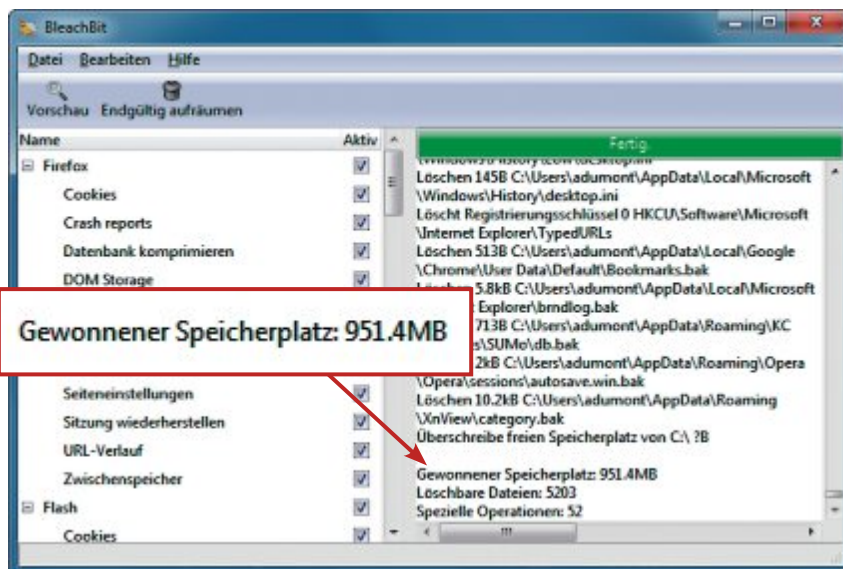 BleachBit
Datei Bearbeiten Hilfe
Vorschau Endgültig aufräumen
Name Aktiv
Firefox
Cookies
Crash reports
Datenbank komprimieren
DOM Storage
Seiteneinstellungen
Sitzung wiederherstellen
URL-Verlauf
Zwischenspeicher
Flash
Cookies
Gewonnener Speicherplatz: 951.4MB
Fertig.
\Windows\History\Low\desktop.ini
Löschen 145B C:\Users\adumont\AppData\Local\Microsoft
\Windows\History\desktop.ini
Löscht Registrierungsschlüssel 0 HKCU\Software\Microsoft
\Internet Explorer\TypedURLs
Löschen 513B C:\Users\adumont\AppData\Local\Google
\Chrome\User Data\Default\Bookmarks.bak
Löschen 5.8kB C:\Users\adumont\AppData\Local\Microsoft
Explorer\brndlog.bak
713B C:\Users\adumont\AppData\Roaming\KC
\SUMo\db.bak
2kB C:\Users\adumont\AppData\Roaming\Opera
\Opera\sessions\autosave.win.bak
Löschen 10.2kB C:\Users\adumont\AppData\Roaming
\XnView\category.bak
Überschreibe freien Speicherplatz von C:\ ?B
Gewonnener Speicherplatz: 951.4MB
Löschbare Dateien: 5203
Spezielle Operationen: 52